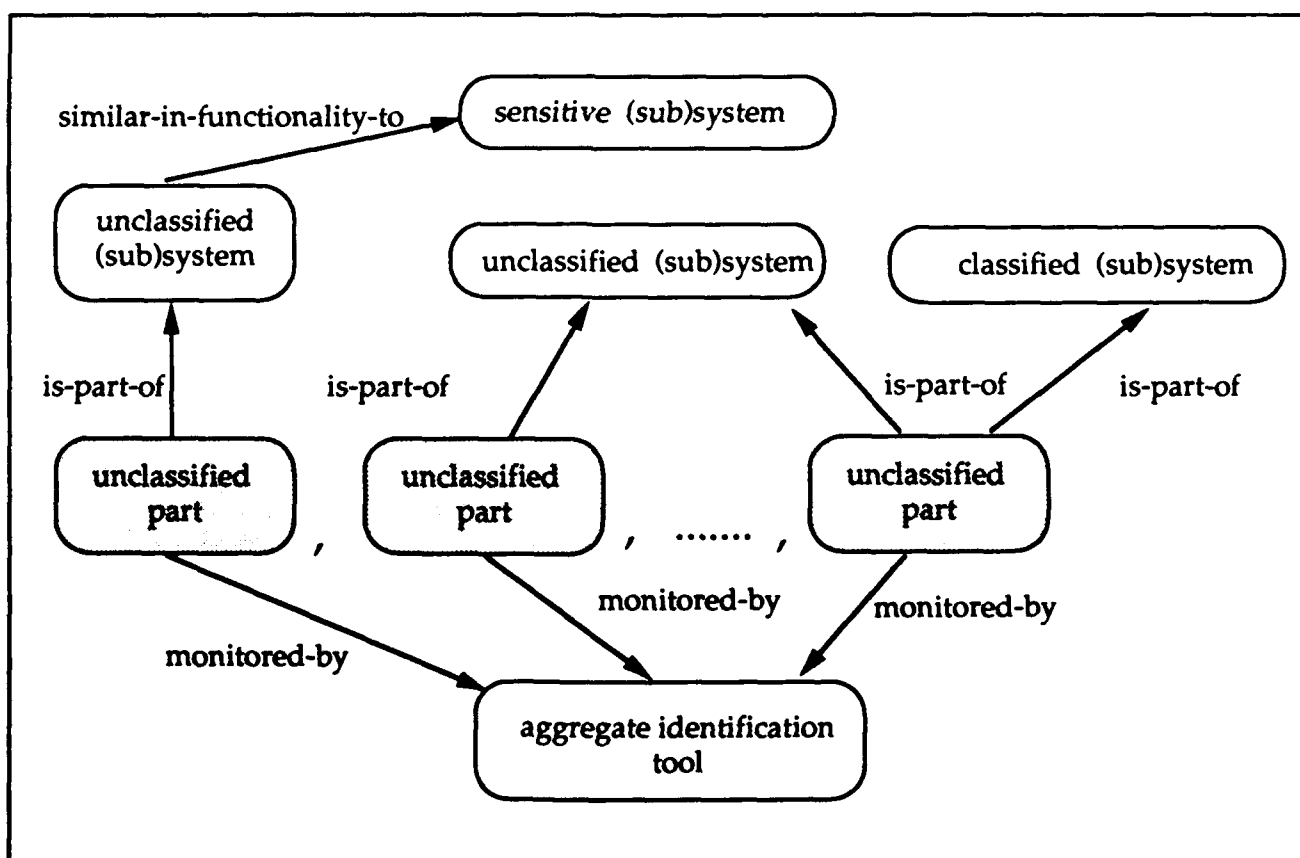 similar-in-functionality-to
sensitive (sub)system
unclassified
(sub)system
unclassified (sub)system
classified (sub)system
is-part-of
is-part-of
is-part-of
is-part-of
unclassified
part
,
unclassified
part
, ....... ,
unclassified
part
monitored-by
monitored-by
monitored-by
aggregate identification
tool